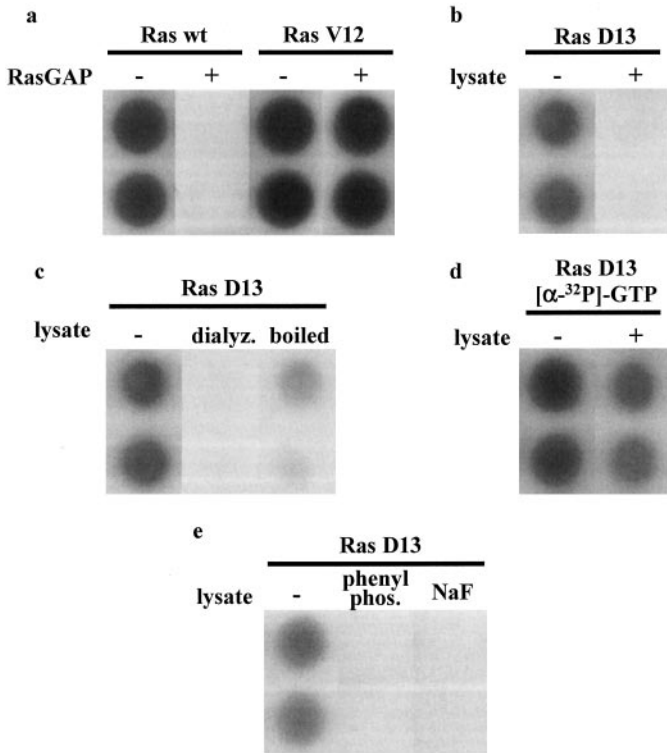 a
Ras wt Ras V12
RasGAP - + - +
b
Ras D13
lysate - +
c
Ras D13
lysate - dialyz. boiled
d
Ras D13
[α-³²P]-GTP
lysate - +
e
Ras D13
lysate - phenyl phos. NaF